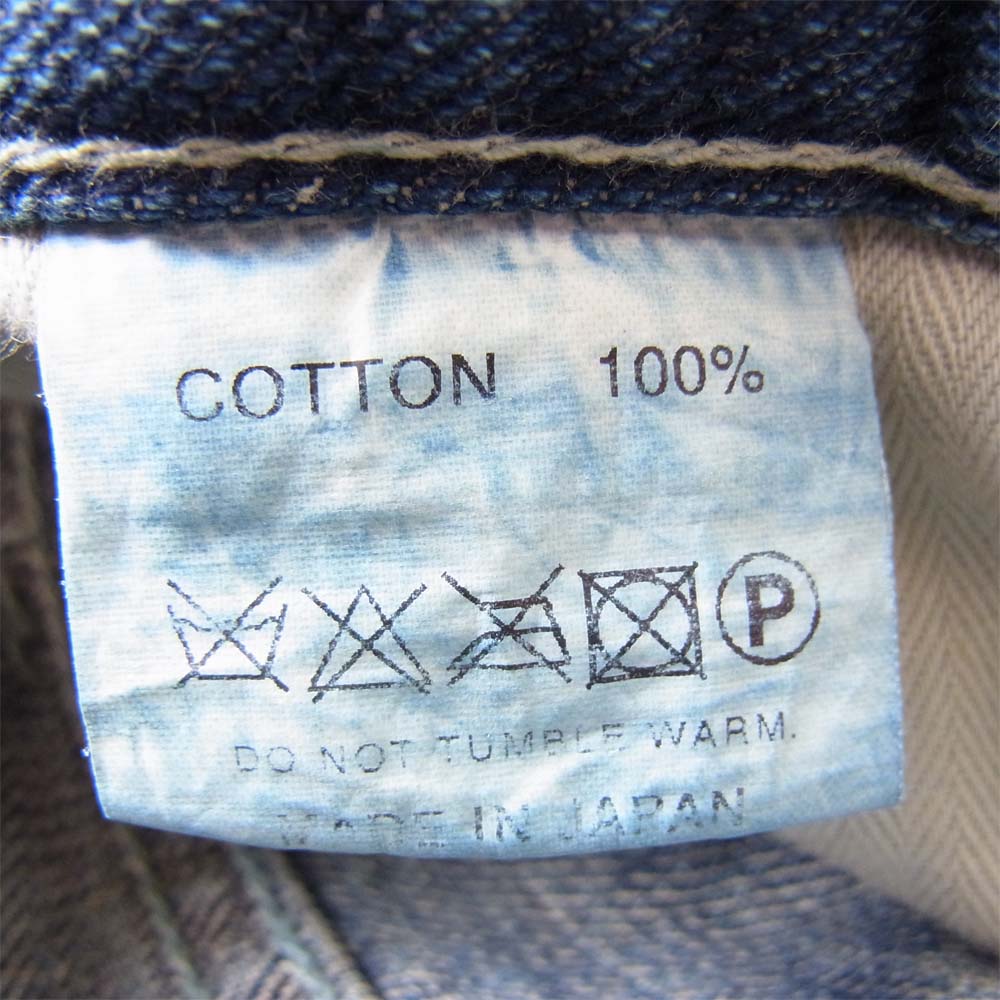 COTTON 100%
P
DO NOT TUMBLE WARM.
MADE IN JAPAN